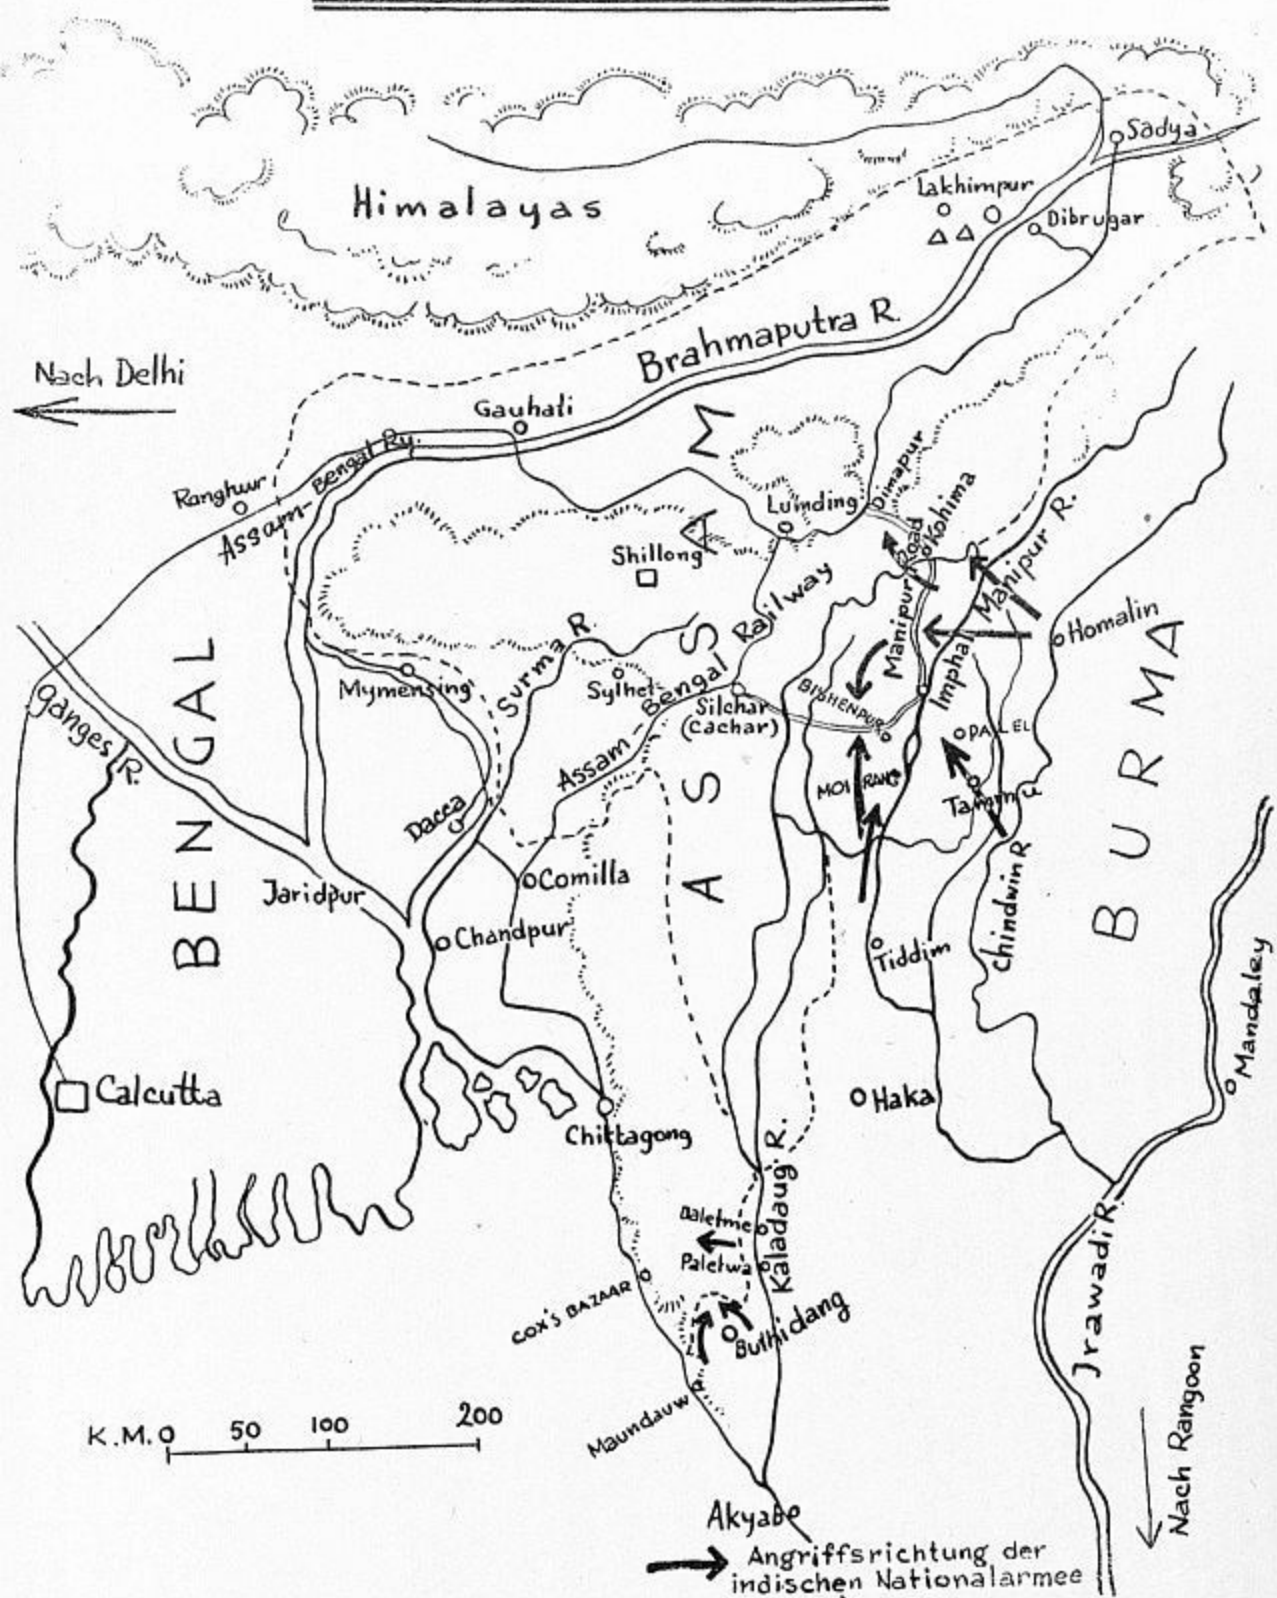 Sadya
Lakhimpur
Dibrugar
Himalayas
Brahmaputra R.
Nach Delhi
Gauhati
Ranghur
Assam-Bengal Ry.
Lumding
Dimapur
Kohima
Manipur Road
Manipur R.
Shillong
Homalin
Surma R.
Sylhet
Mymensing
Assam-Bengal Railway
Silchar
(Cachar)
BISHENPUR
Imphal
PALEL
MOIRANG
Tammu
Ganges R.
BENGAL
ASSAM
BURMA
Dacca
Jaridpur
Comilla
Chandpur
Tiddim
Chindwin R.
Mandaley
Calcutta
Haka
Chittagong
Kaladaug R.
Daletme
Paletwa
COX'S BAZAAR
Buthidang
Maundauw
Jrawadi R.
Nach Rangoon
K.M. 0 50 100 200
Akyab
Angriffsrichtung der
indischen Nationalarmee